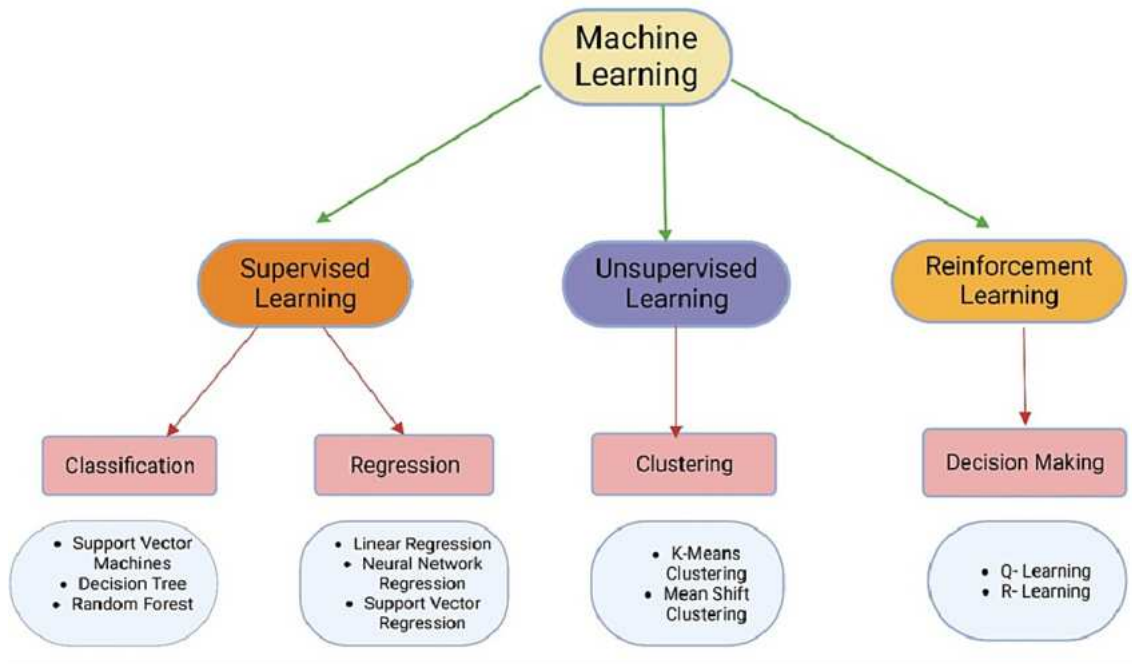 Machine
Learning
Supervised
Learning
Unsupervised
Learning
Reinforcement
Learning
Classification
Regression
Clustering
Decision Making
• Support Vector
Machines
• Decision Tree
• Random Forest
• Linear Regression
• Neural Network
Regression
• Support Vector
Regression
• K-Means
Clustering
• Mean Shift
Clustering
• Q- Learning
• R- Learning